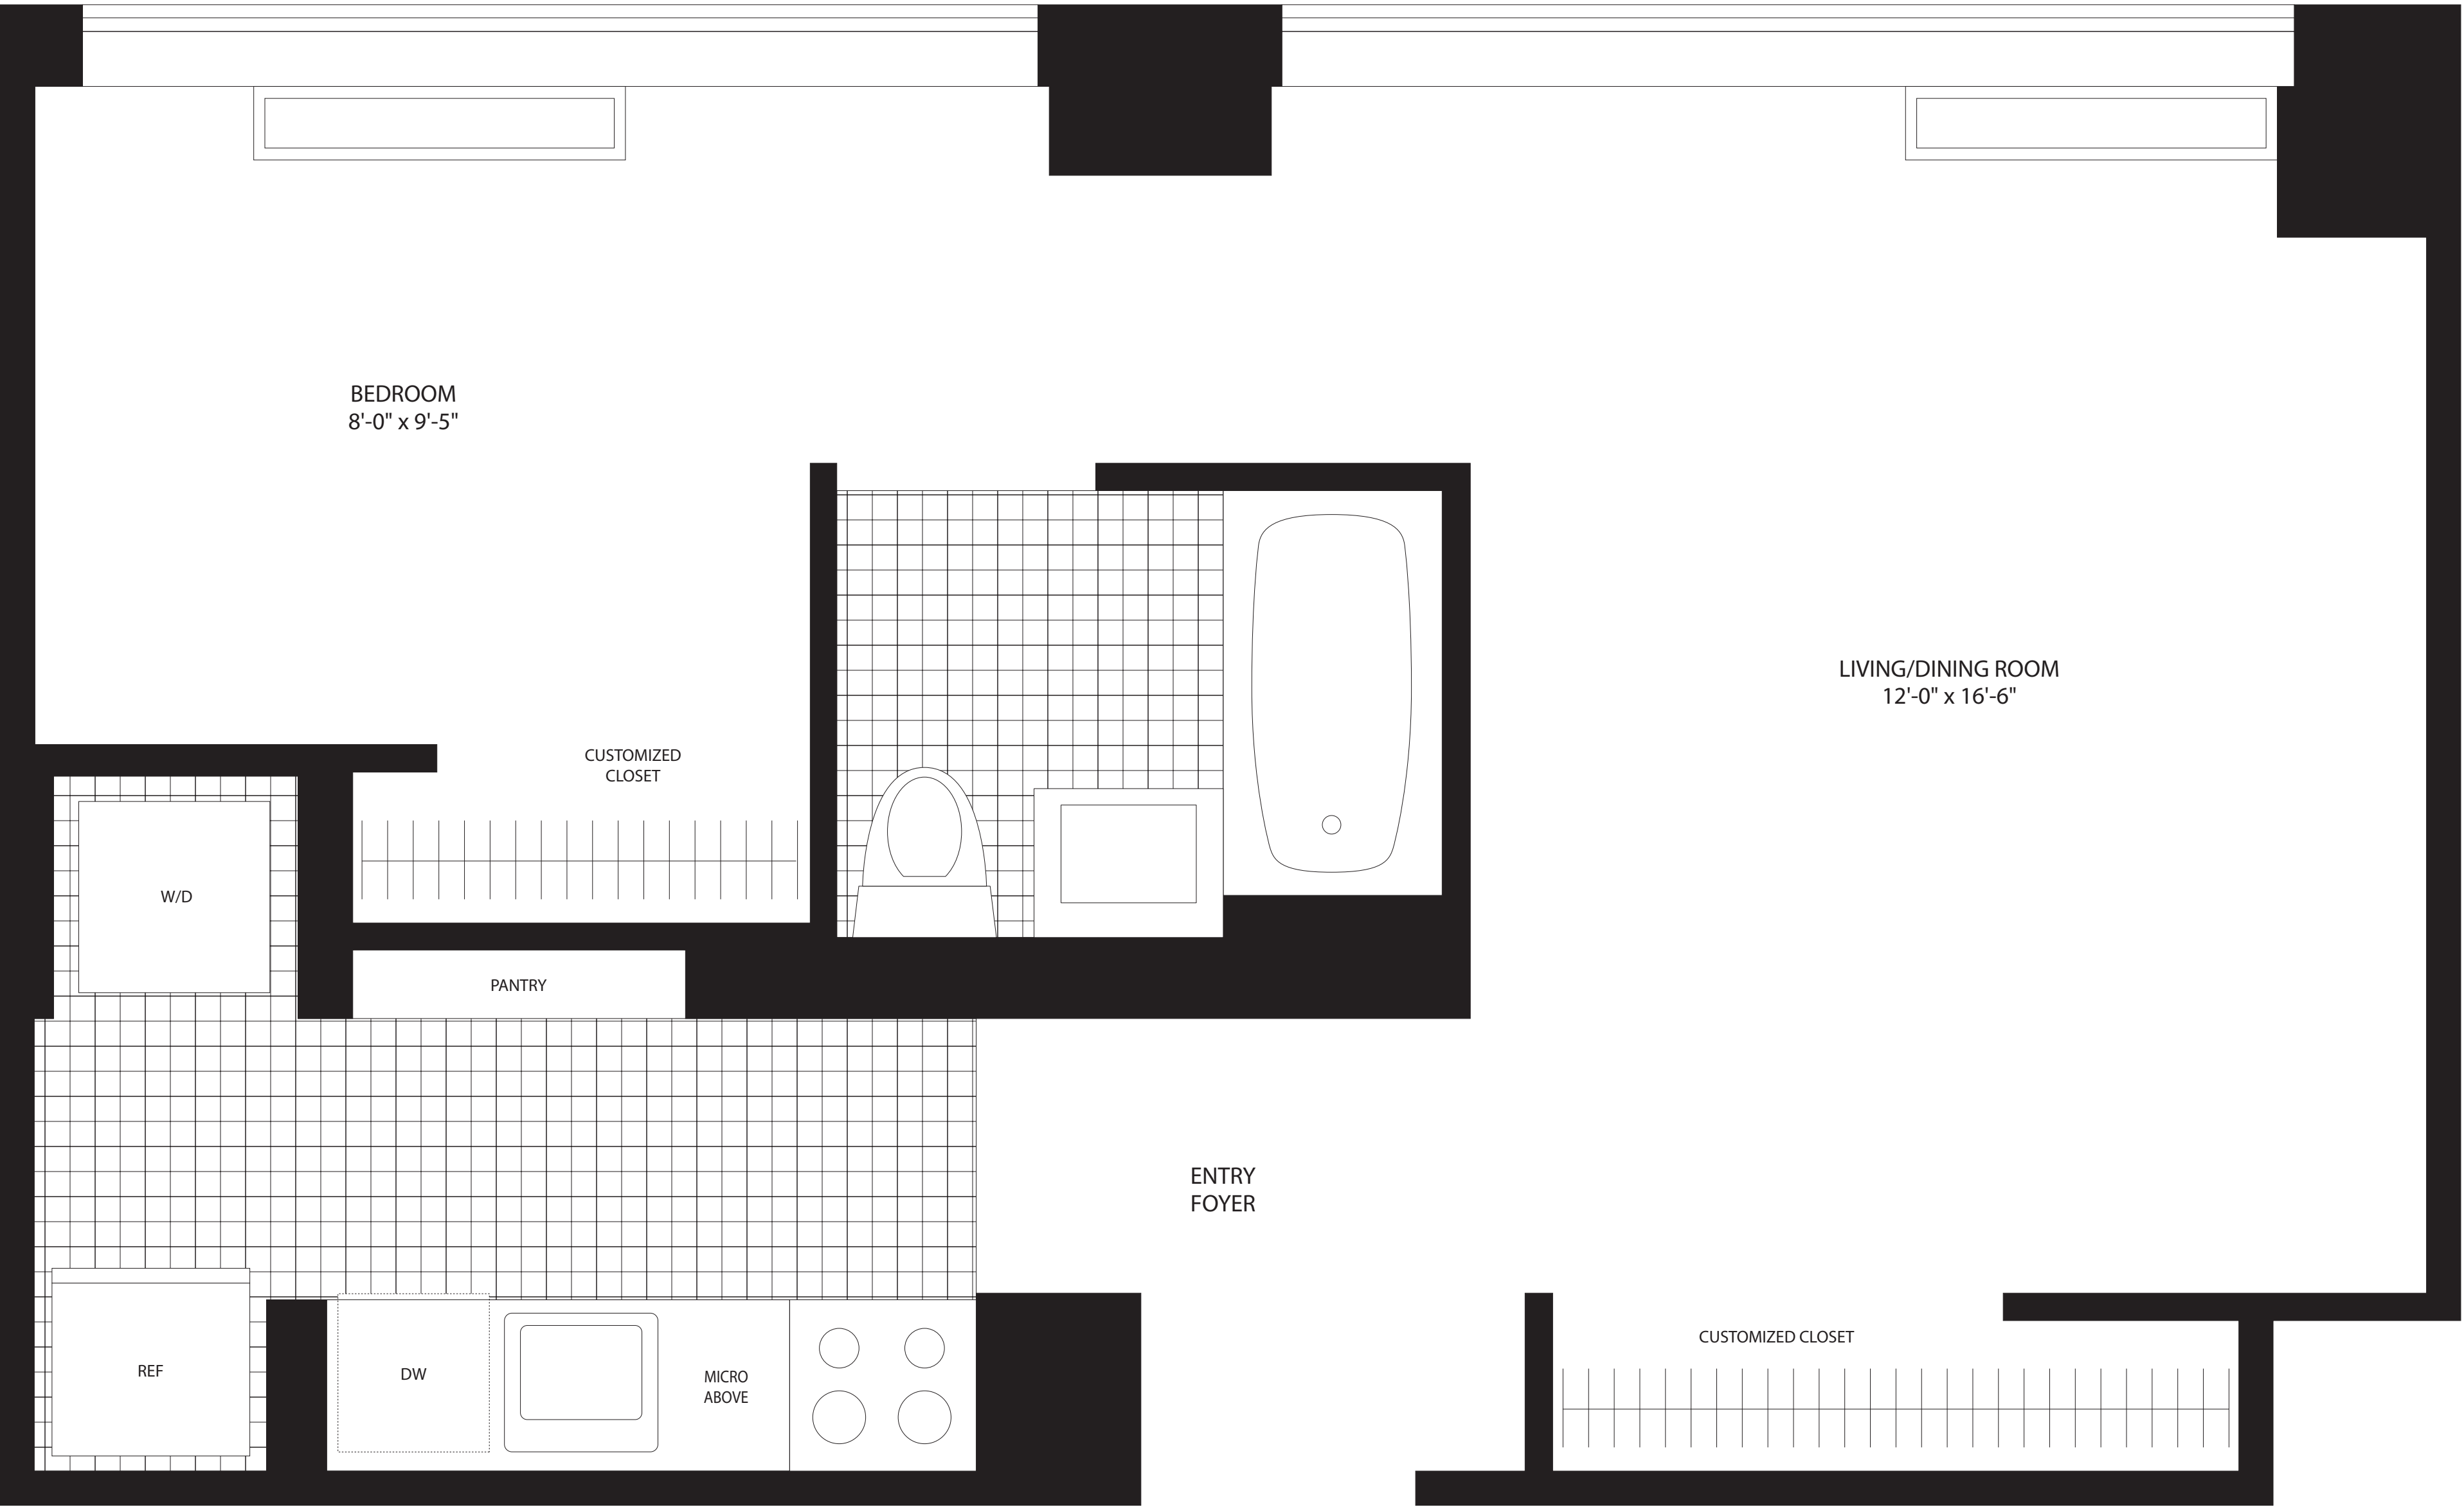 BEDROOM
8'-0" x 9'-5"
LIVING/DINING ROOM
12'-0" x 16'-6"
CUSTOMIZED
CLOSET
W/D
PANTRY
ENTRY
FOYER
REF
DW
MICRO
ABOVE
CUSTOMIZED CLOSET